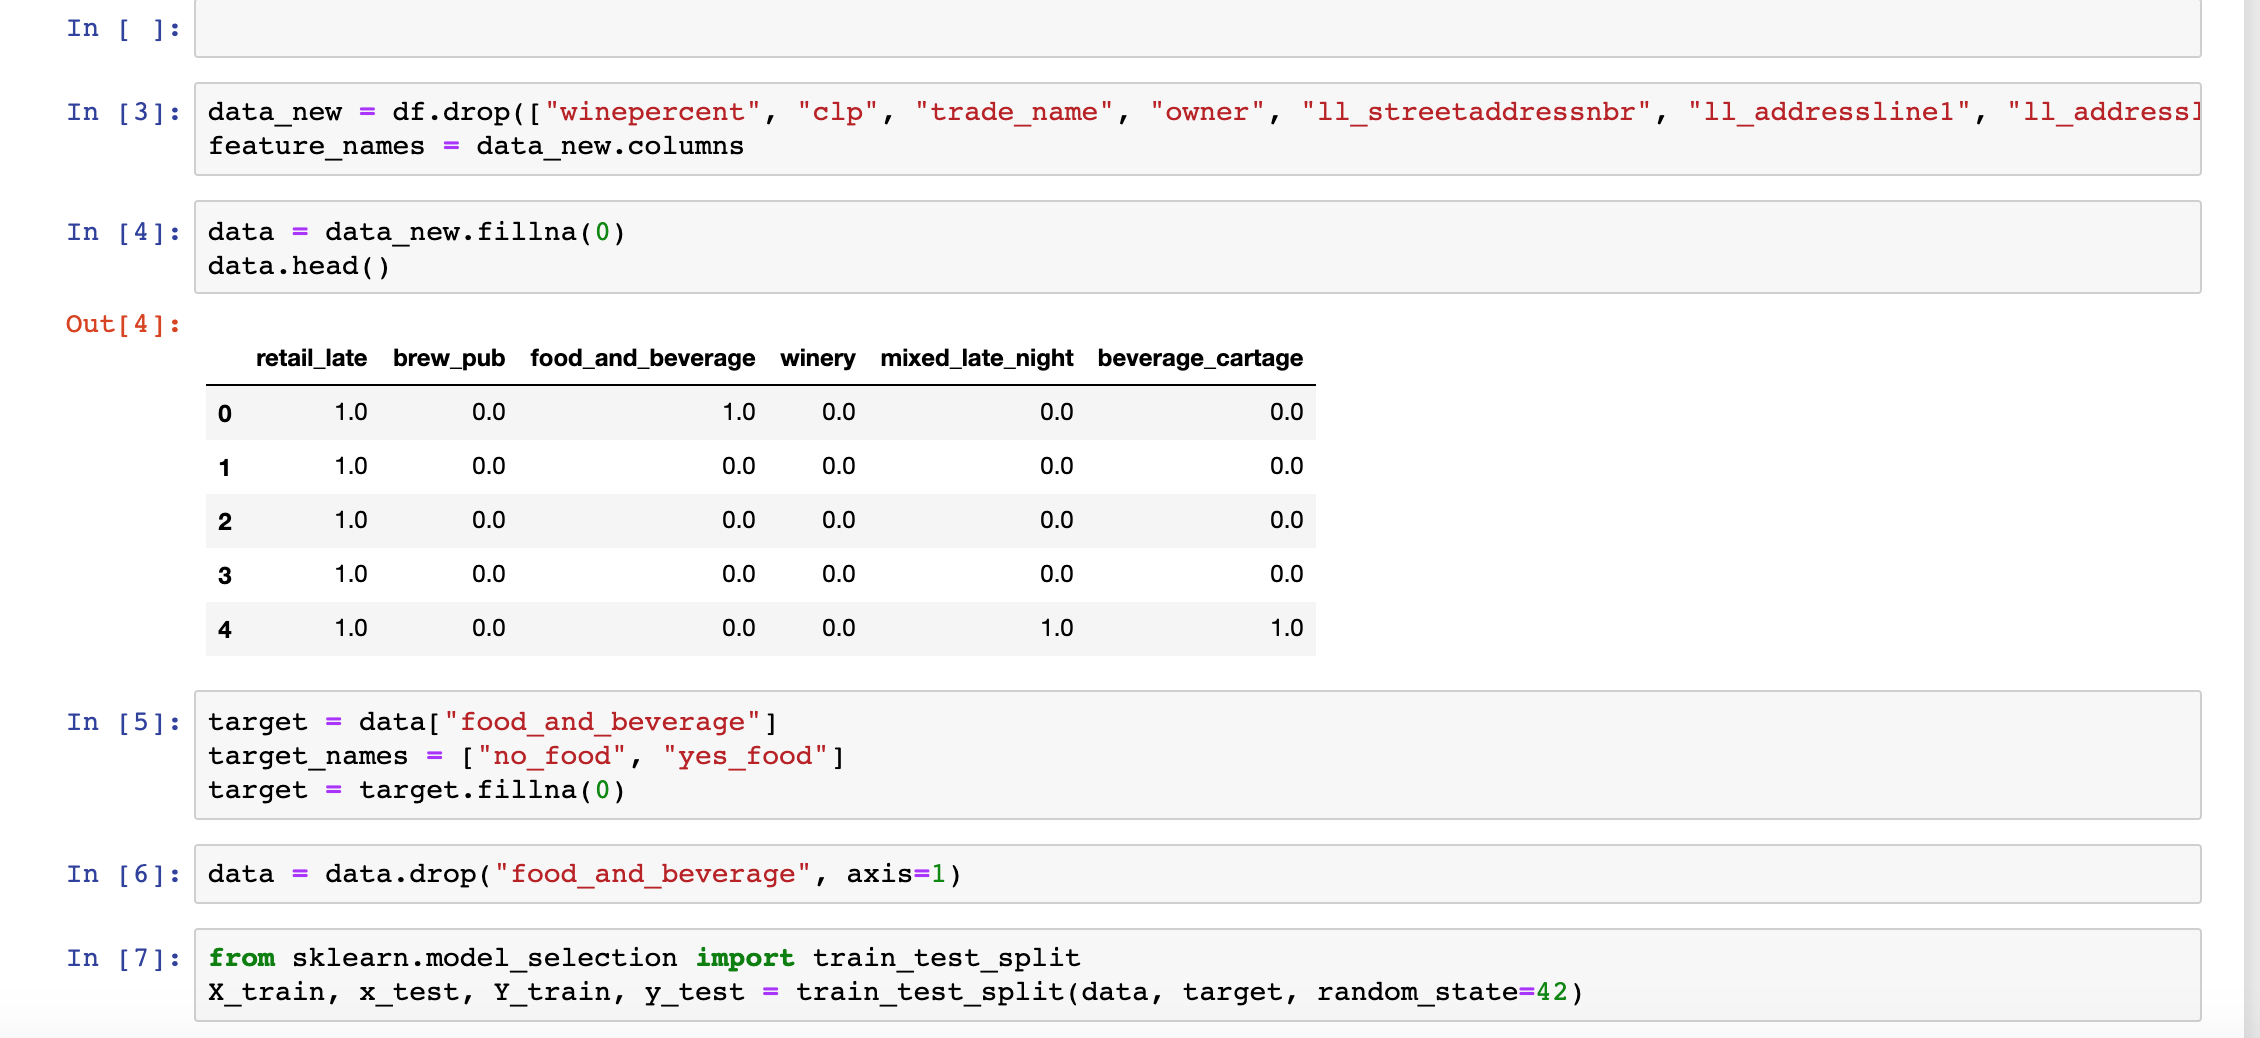 In [ ]:
In [3]: data_new = df.drop(["winepercent", "clp", "trade_name", "owner", "ll_streetaddressnbr", "ll_addressline1", "ll_addressl
feature_names = data_new.columns
In [4]: data = data_new.fillna(0)
data.head()
Out[4]:
retail_late brew_pub food_and_beverage winery mixed_late_night beverage_cartage
0 1.0 0.0 1.0 0.0 0.0 0.0
1 1.0 0.0 0.0 0.0 0.0 0.0
2 1.0 0.0 0.0 0.0 0.0 0.0
3 1.0 0.0 0.0 0.0 0.0 0.0
4 1.0 0.0 0.0 0.0 1.0 1.0
In [5]: target = data["food_and_beverage"]
target_names = ["no_food", "yes_food"]
target = target.fillna(0)
In [6]: data = data.drop("food_and_beverage", axis=1)
In [7]: from sklearn.model_selection import train_test_split
X_train, x_test, Y_train, y_test = train_test_split(data, target, random_state=42)